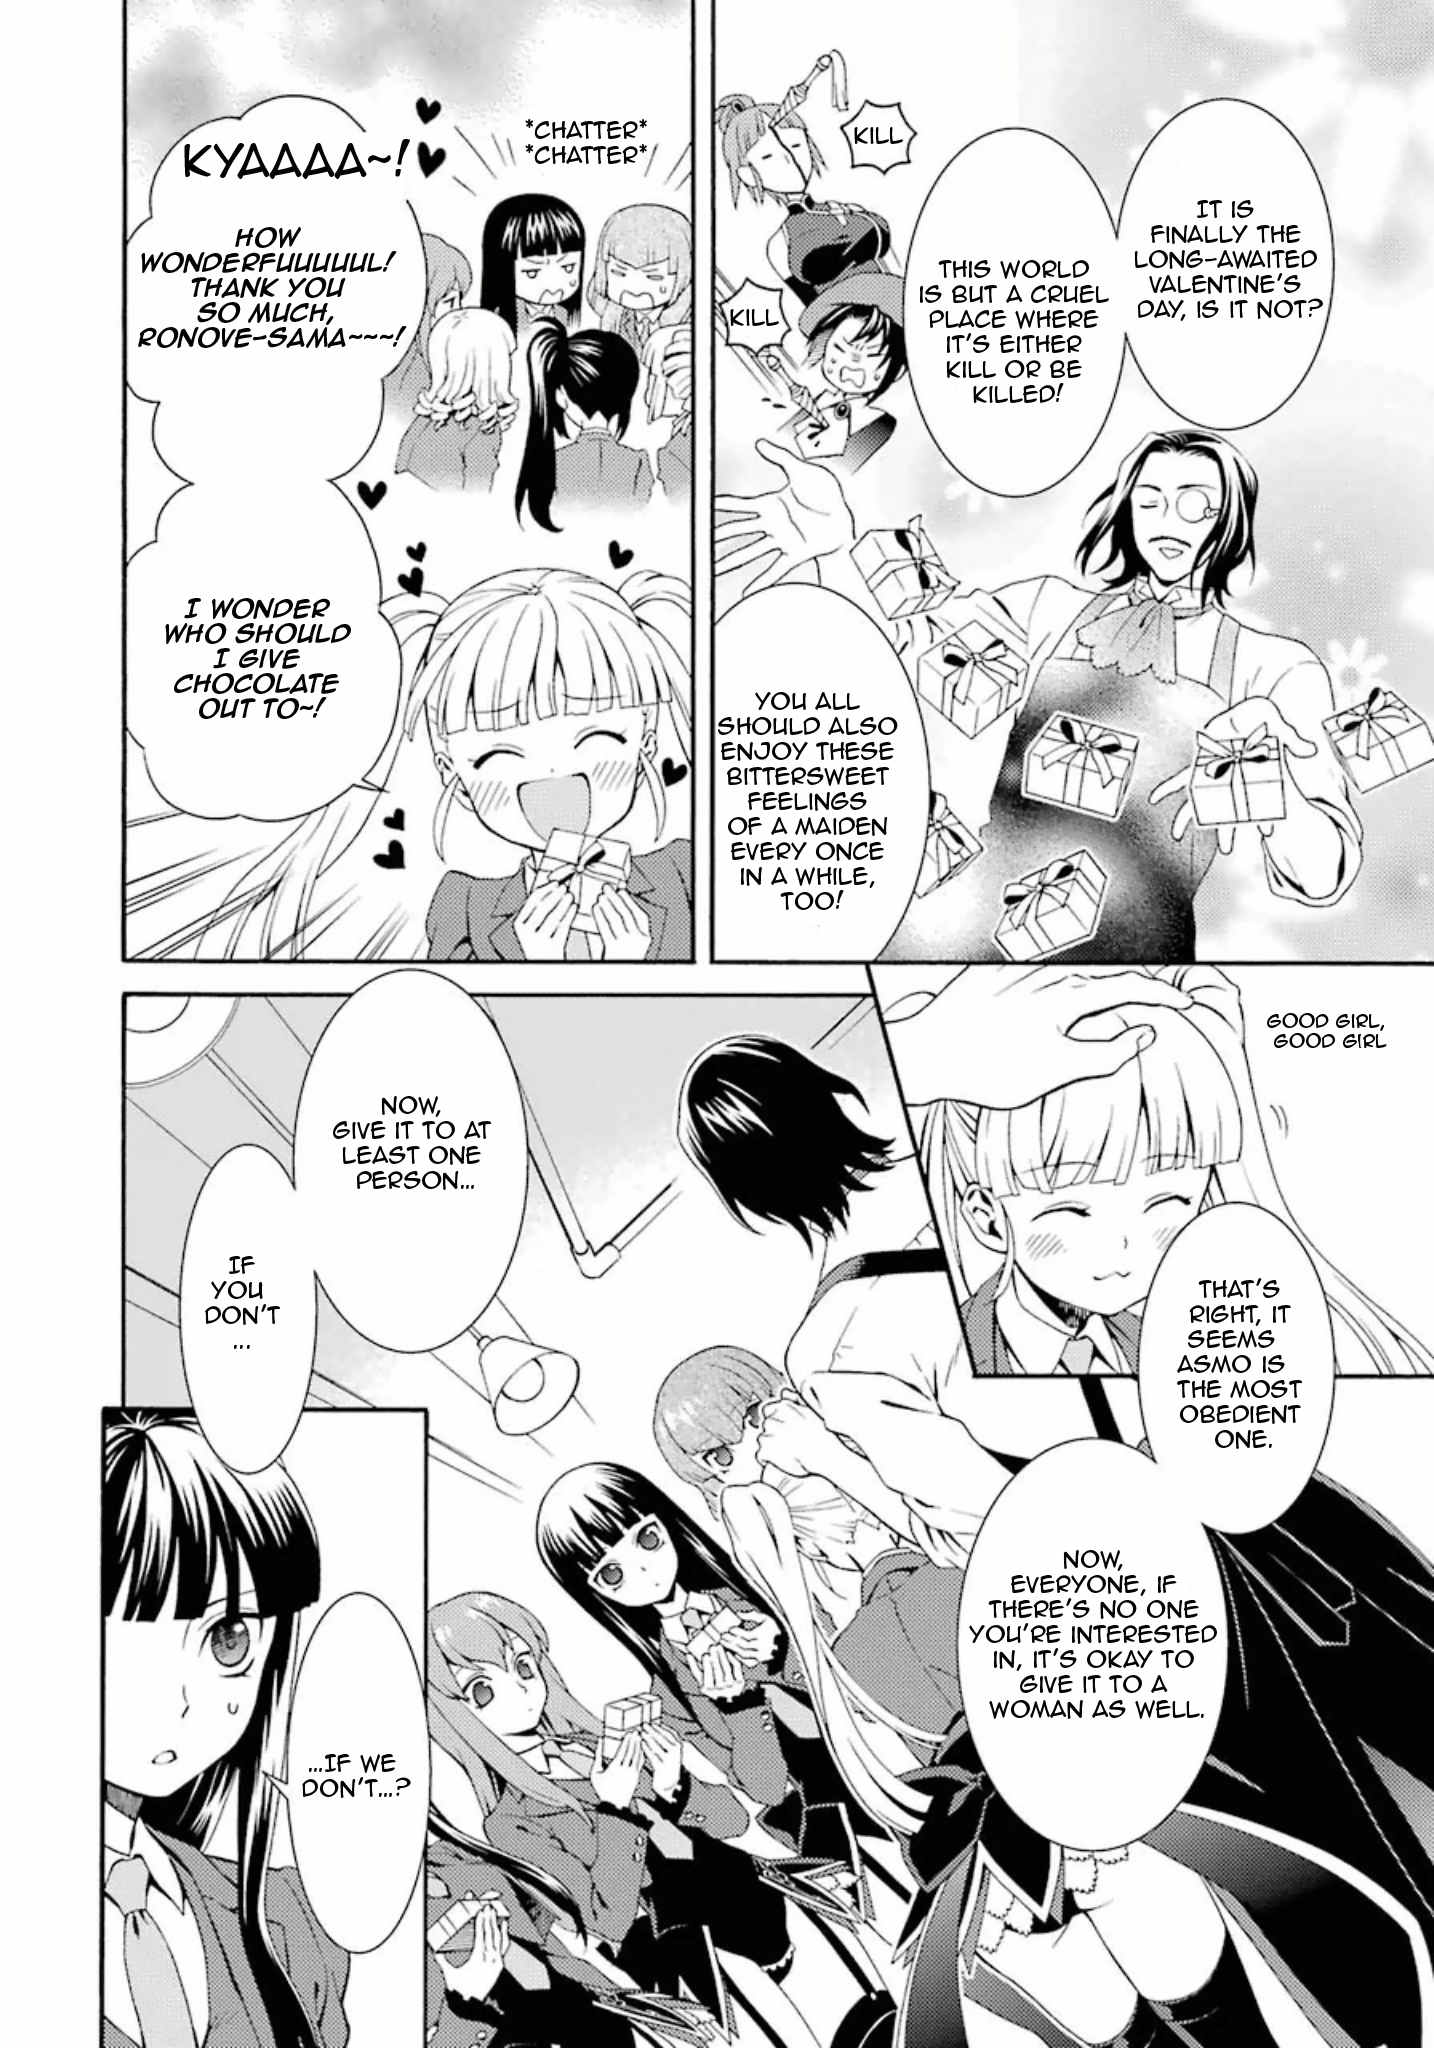 IT IS
FINALLY THE
LONG-AWAITED
VALENTINE'S
DAY, IS IT NOT?
THIS WORLD
IS BUT A CRUEL
PLACE WHERE
IT'S EITHER
KILL OR BE
KILLED!
KILL
KILL
YOU ALL
SHOULD ALSO
ENJOY THESE
BITTERSWEET
FEELINGS
OF A MAIDEN
EVERY ONCE
IN A WHILE,
TOO!
*CHATTER*
*CHATTER*
KYAAAA~!
HOW
WONDERFUUUUUL!
THANK YOU
SO MUCH,
RONOVE-SAMA~~~!
I WONDER
WHO SHOULD
I GIVE
CHOCOLATE
OUT TO~!
GOOD GIRL,
GOOD GIRL
THAT'S
RIGHT, IT
SEEMS
ASMO IS
THE MOST
OBEDIENT
ONE.
NOW,
EVERYONE, IF
THERE'S NO ONE
YOU'RE INTERESTED
IN, IT'S OKAY TO
GIVE IT TO A
WOMAN AS WELL.
NOW,
GIVE IT TO AT
LEAST ONE
PERSON...
IF
YOU
DON'T
...
...IF WE
DON'T...?